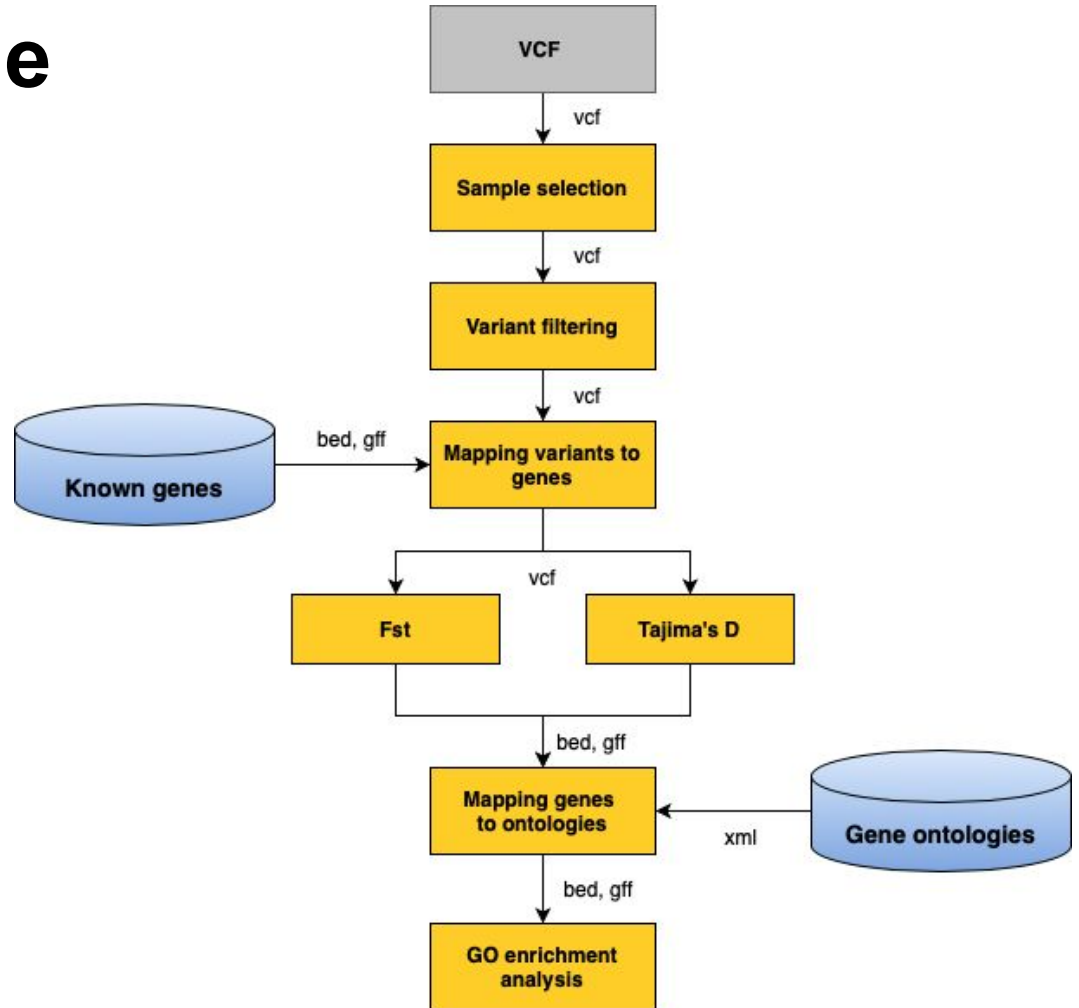 e
VCF
vcf
Sample selection
vcf
Variant filtering
vcf
Known genes
bed, gff
Mapping variants to
genes
vcf
Fst
Tajima's D
bed, gff
Mapping genes
to ontologies
xml
Gene ontologies
bed, gff
GO enrichment
analysis